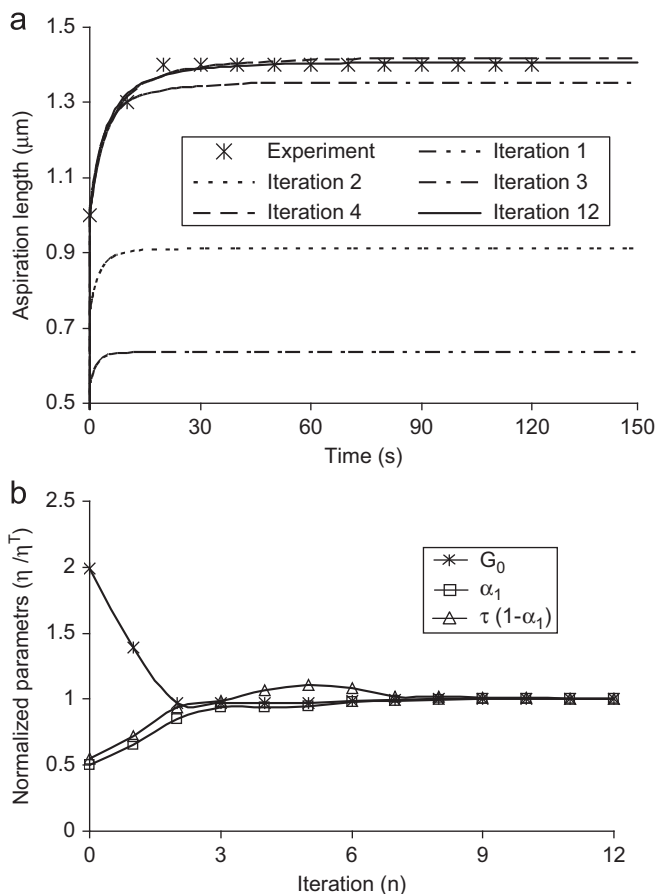 a
1.5
1.3
1.1
0.9
0.7
0.5
Aspiration length (μm)
Experiment
Iteration 1
Iteration 2
Iteration 3
Iteration 4
Iteration 12
0 30 60 90 120 150
Time (s)
b
2.5
2
1.5
1
0.5
0
Normalized parametrs (η /η^T)
G₀
α₁
τ (1-α₁)
0 3 6 9 12
Iteration (n)